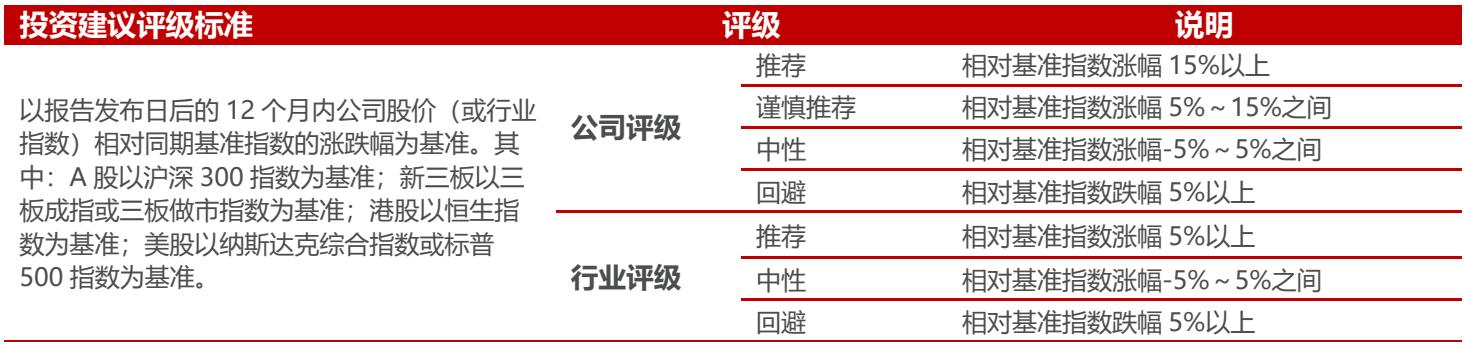 投资建议评级标准 评级 说明
以报告发布日后的 12 个月内公司股价（或行业
指数）相对同期基准指数的涨跌幅为基准。其
中：A 股以沪深 300 指数为基准；新三板以三
板成指或三板做市指数为基准；港股以恒生指
数为基准；美股以纳斯达克综合指数或标普
500 指数为基准。
公司评级
推荐 相对基准指数涨幅 15%以上
谨慎推荐 相对基准指数涨幅 5%～15%之间
中性 相对基准指数涨幅-5%～5%之间
回避 相对基准指数跌幅 5%以上
行业评级
推荐 相对基准指数涨幅 5%以上
中性 相对基准指数涨幅-5%～5%之间
回避 相对基准指数跌幅 5%以上